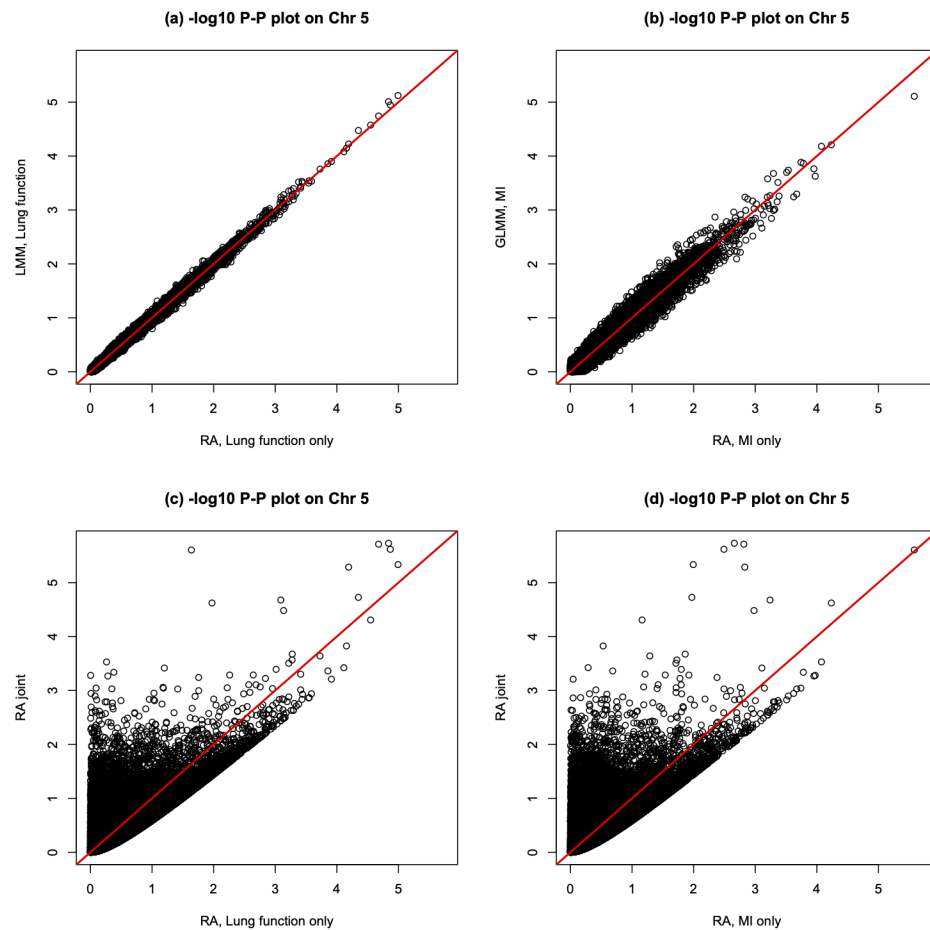 (a) -log10 P-P plot on Chr 5
LMM, Lung function
5
4
3
2
1
0
0 1 2 3 4 5
RA, Lung function only
(b) -log10 P-P plot on Chr 5
GLMM, MI
5
4
3
2
1
0
0 1 2 3 4 5
RA, MI only
(c) -log10 P-P plot on Chr 5
RA joint
5
4
3
2
1
0
0 1 2 3 4 5
RA, Lung function only
(d) -log10 P-P plot on Chr 5
RA joint
5
4
3
2
1
0
0 1 2 3 4 5
RA, MI only